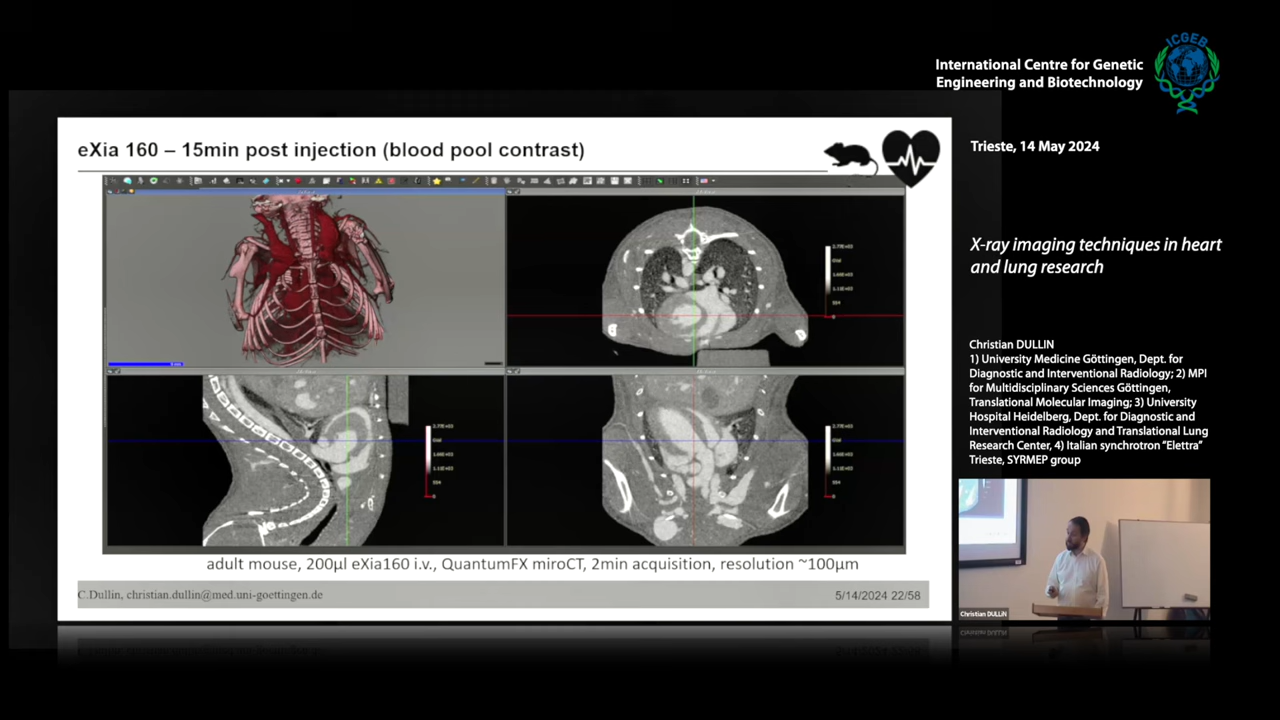 ICGEB
International Centre for Genetic
Engineering and Biotechnology
Trieste, 14 May 2024
X-ray imaging techniques in heart
and lung research
Christian DULLIN
1) University Medicine Göttingen, Dept. for
Diagnostic and Interventional Radiology; 2) MPI
for Multidisciplinary Sciences Göttingen,
Translational Molecular Imaging; 3) University
Hospital Heidelberg, Dept. for Diagnostic and
Interventional Radiology and Translational Lung
Research Center, 4) Italian synchrotron “Elettra”
Trieste, SYRMEP group
Christian DULLIN
eXia 160 – 15min post injection (blood pool contrast)
adult mouse, 200µl eXia160 i.v., QuantumFX miroCT, 2min acquisition, resolution ~100µm
C.Dullin, christian.dullin@med.uni-goettingen.de
5/14/2024 22/58